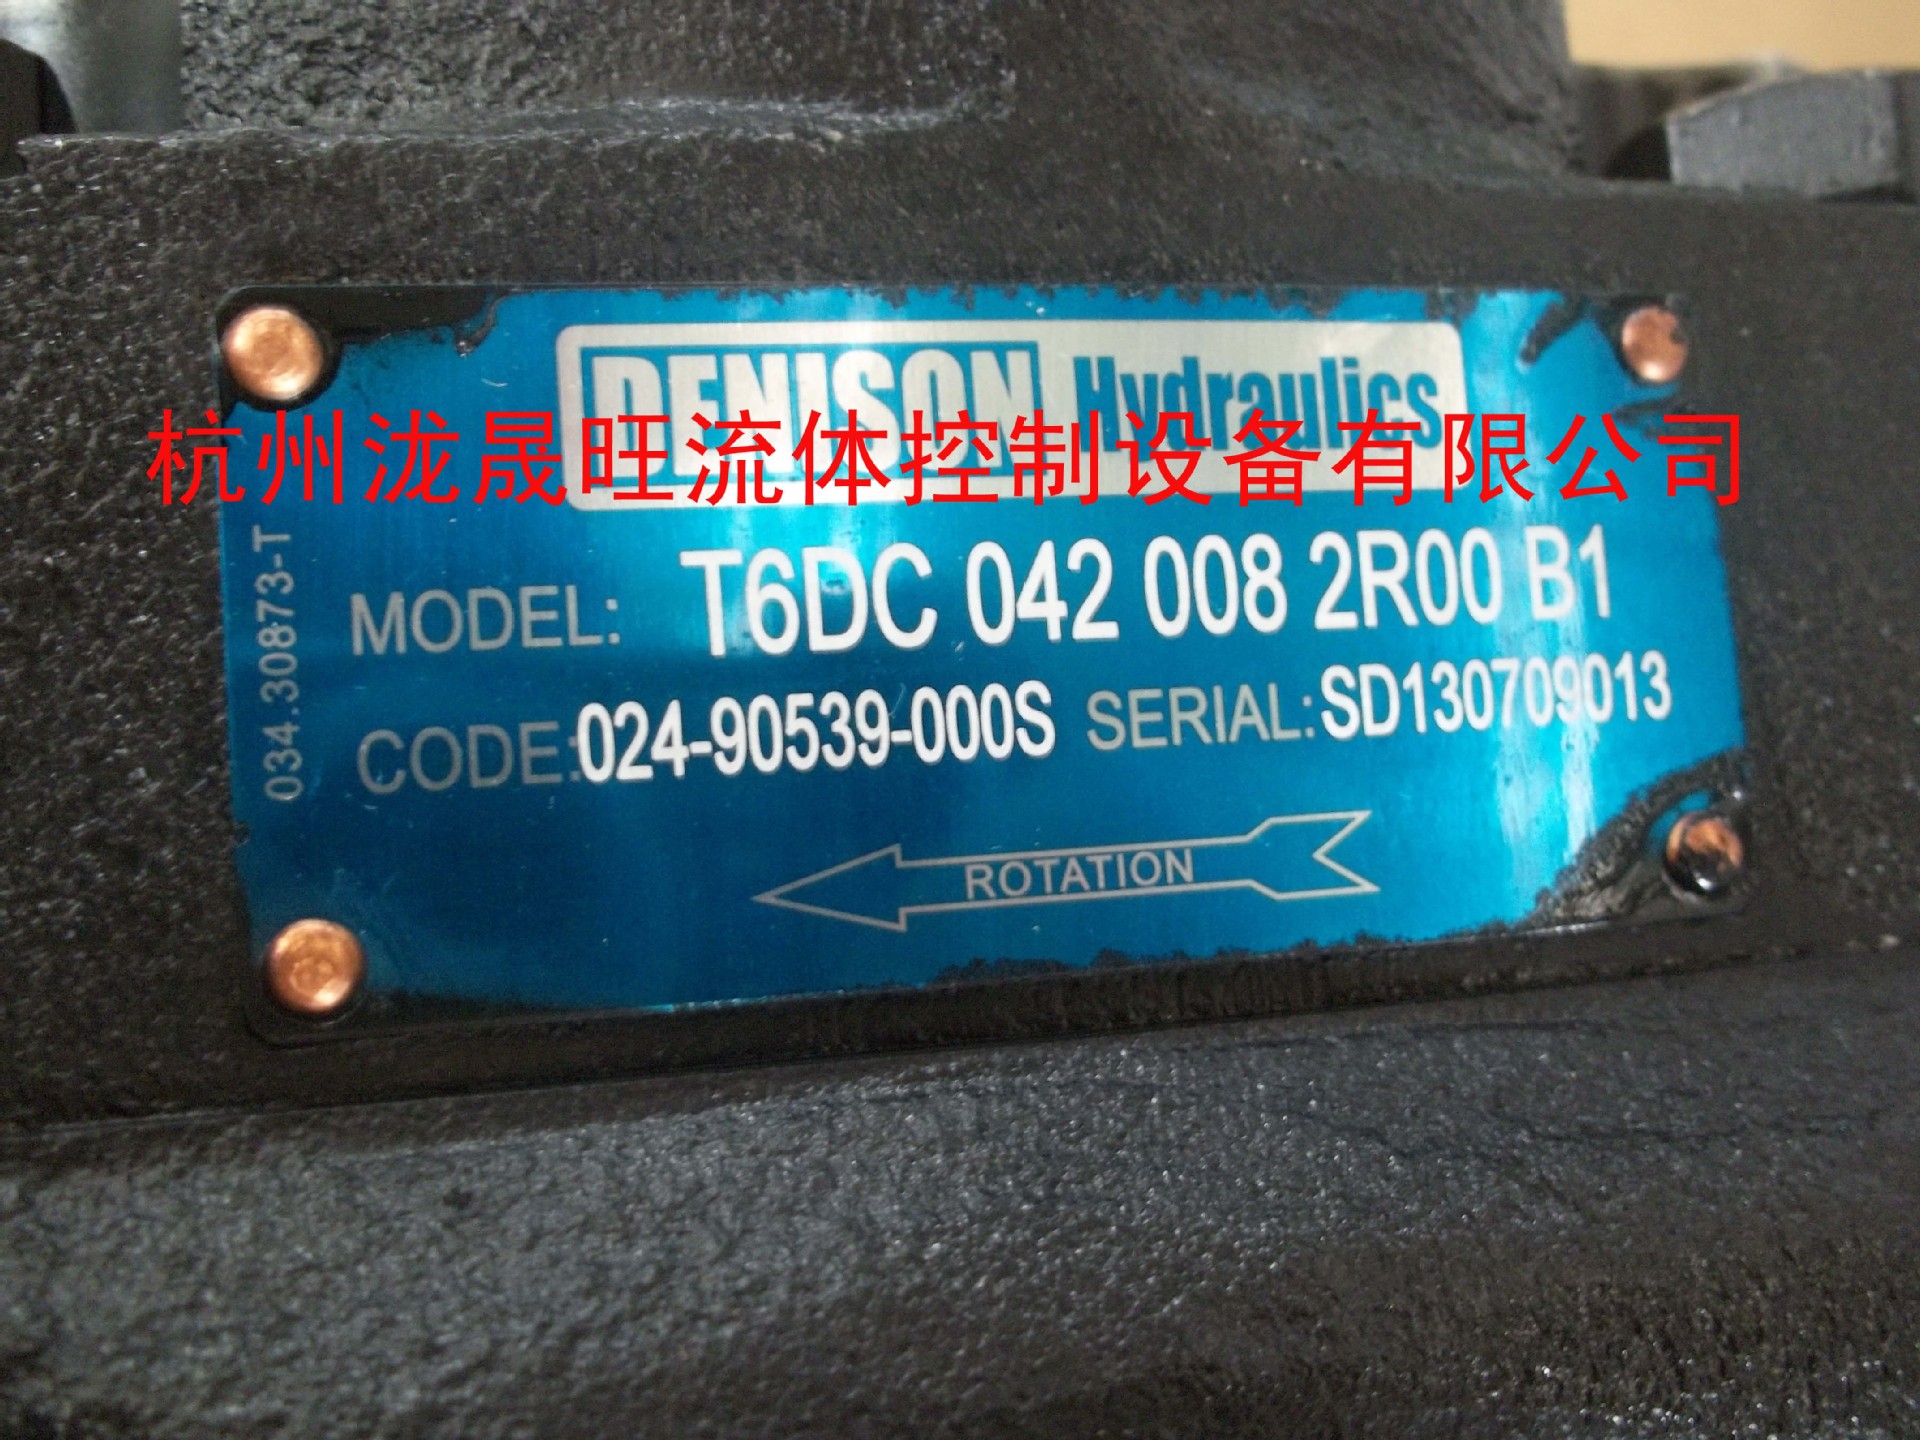 DENISON Hydraulics
杭州泷晟旺流体控制设备有限公司
034.30873-T
MODEL: T6DC 042 008 2R00 B1
CODE: 024-90539-000S SERIAL: SD130709013
ROTATION